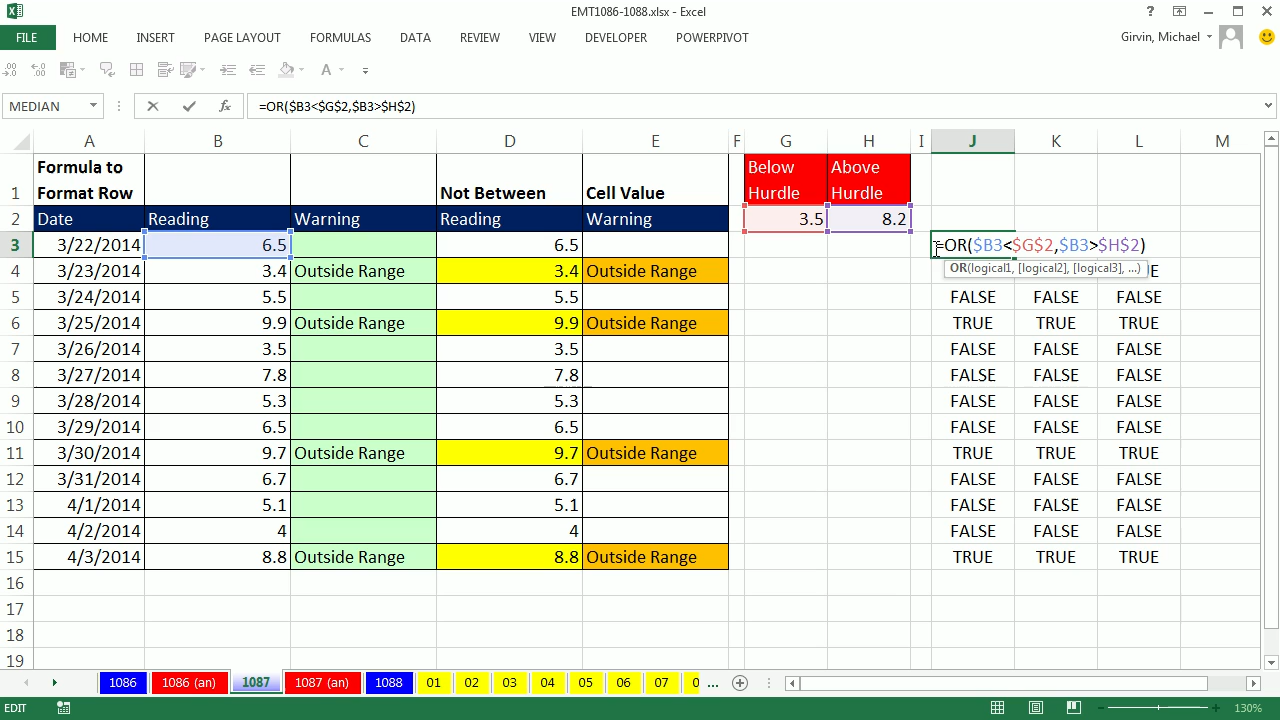 EMT1086-1088.xlsx - Excel
FILE HOME INSERT PAGE LAYOUT FORMULAS DATA REVIEW VIEW DEVELOPER POWERPIVOT Girvin, Michael
MEDIAN =OR($B3<$G$2,$B3>$H$2)
A B C D E F G H I J K L M
Formula to Below Above
1 Format Row Not Between Cell Value Hurdle Hurdle
2 Date Reading Warning Reading Warning 3.5 8.2
3 3/22/2014 6.5 6.5 =OR($B3<$G$2,$B3>$H$2)
4 3/23/2014 3.4 Outside Range 3.4 Outside Range OR(logical1, [logical2], [logical3], ...) E
5 3/24/2014 5.5 5.5 FALSE FALSE FALSE
6 3/25/2014 9.9 Outside Range 9.9 Outside Range TRUE TRUE TRUE
7 3/26/2014 3.5 3.5 FALSE FALSE FALSE
8 3/27/2014 7.8 7.8 FALSE FALSE FALSE
9 3/28/2014 5.3 5.3 FALSE FALSE FALSE
10 3/29/2014 6.5 6.5 FALSE FALSE FALSE
11 3/30/2014 9.7 Outside Range 9.7 Outside Range TRUE TRUE TRUE
12 3/31/2014 6.7 6.7 FALSE FALSE FALSE
13 4/1/2014 5.1 5.1 FALSE FALSE FALSE
14 4/2/2014 4 4 FALSE FALSE FALSE
15 4/3/2014 8.8 Outside Range 8.8 Outside Range TRUE TRUE TRUE
16
17
18
19
1086 1086 (an) 1087 1087 (an) 1088 01 02 03 04 05 06 07 0 ...
EDIT 130%